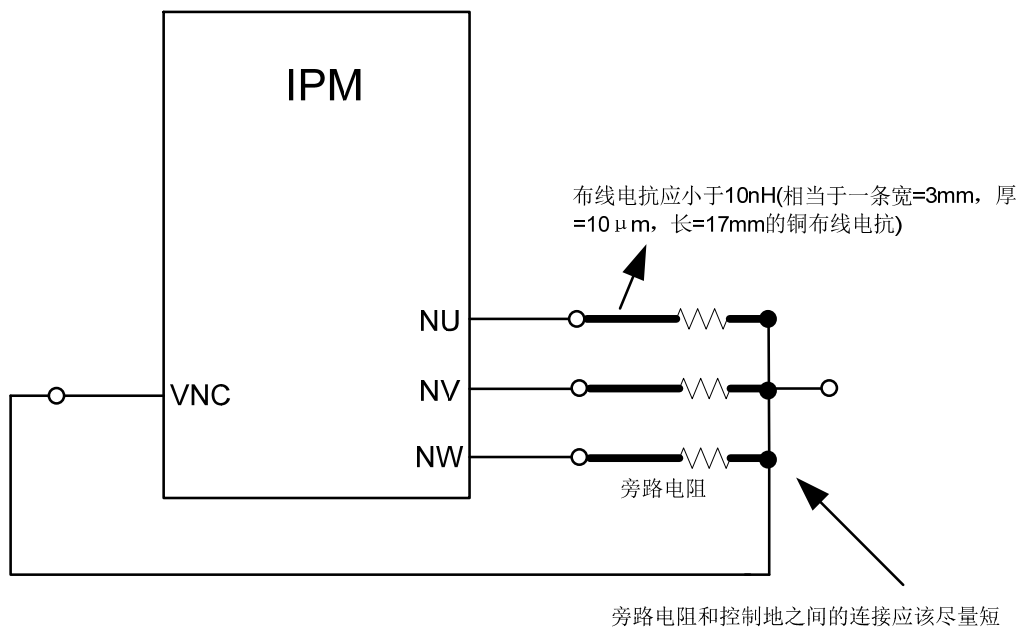 IPM
布线电抗应小于10nH(相当于一条宽=3mm，厚
=10μm，长=17mm的铜布线电抗)
NU
VNC
NV
NW
旁路电阻
旁路电阻和控制地之间的连接应该尽量短